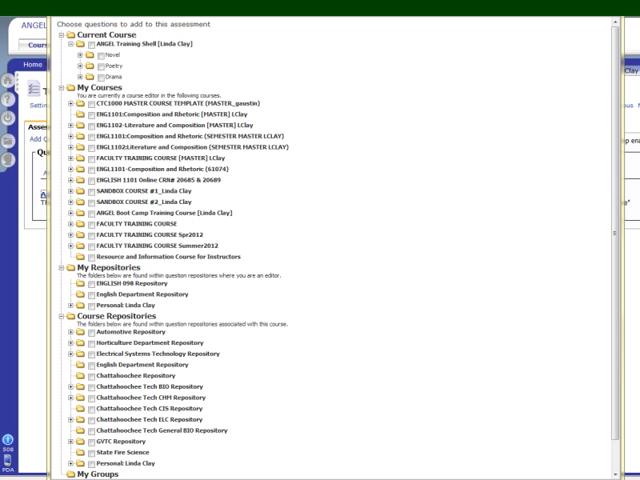 Choose questions to add to this assessment
ANGEL
Current Course
Cours
ANGEL Training Shell [Linda Clay]
Novel
Home
Poetry
Clay
Drama
My Courses
You are currently a course editor in the following courses.
CTC1000 MASTER COURSE TEMPLATE (MASTER_gaustin)
ENG1101:Composition and Rhetoric [MASTER] LClay
ENG1102-Literature and Composition [MASTER] LClay
ENGL1101:Composition and Rhetoric (SEMESTER MASTER LCLAY)
ENGL1102:Literature and Composition (SEMESTER MASTER LCLAY)
FACULTY TRAINING COURSE [MASTER] LClay
ENGL1101-Composition and Rhetoric (61074)
ENGLISH 1101 Online CRN# 20685 & 20689
SANDBOX COURSE #1_Linda Clay
SANDBOX COURSE #2_Linda Clay
ANGEL Boot Camp Training Course [Linda Clay]
FACULTY TRAINING COURSE
FACULTY TRAINING COURSE Spr2012
FACULTY TRAINING COURSE Summer2012
Resource and Information Course for Instructors
My Repositories
The folders below are found within question repositories where you are an editor.
ENGLISH 098 Repository
English Department Repository
Personal: Linda Clay
Course Repositories
The folders below are found within question repositories associated with this course.
Automotive Repository
Horticulture Department Repository
Electrical Systems Technology Repository
English Department Repository
Chattahoochee Repository
Chattahoochee Tech BIO Repository
Chattahoochee Tech CHM Repository
Chattahoochee Tech CIS Repository
Chattahoochee Tech ELC Repository
Chattahoochee Tech General BIO Repository
GVTC Repository
State Fire Science
Personal: Linda Clay
PDA
My Groups